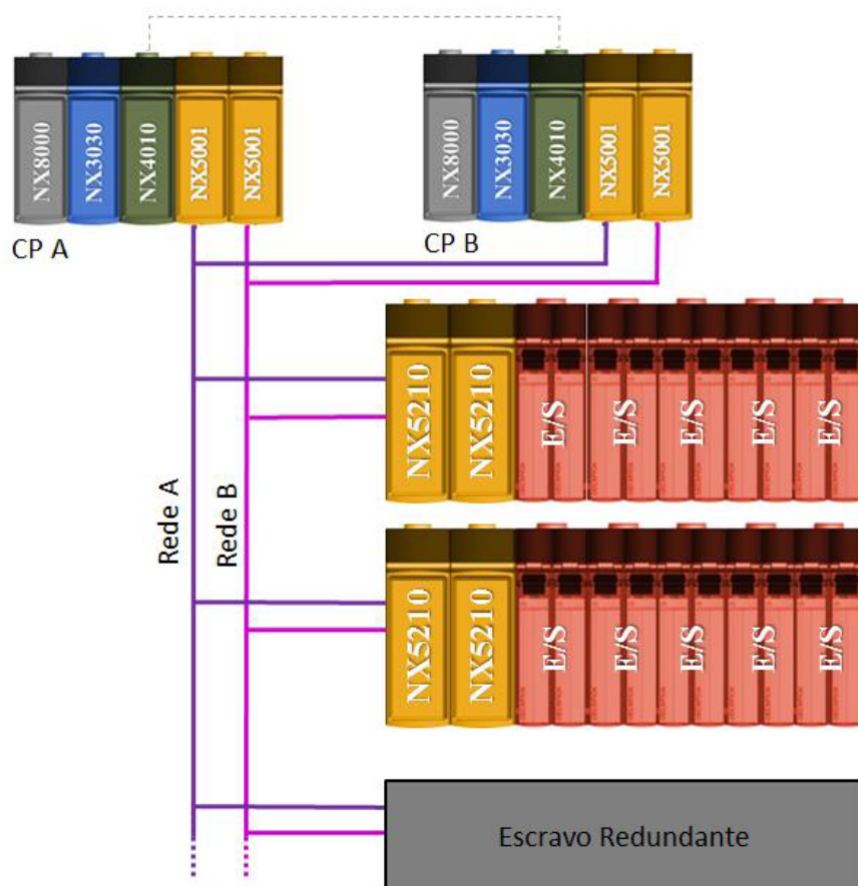 NX8000
NX3030
NX4010
NX5001
NX5001
CP A
NX8000
NX3030
NX4010
NX5001
NX5001
CP B
NX5210
NX5210
E/S
E/S
E/S
E/S
E/S
Rede A
Rede B
NX5210
NX5210
E/S
E/S
E/S
E/S
E/S
Escravo Redundante